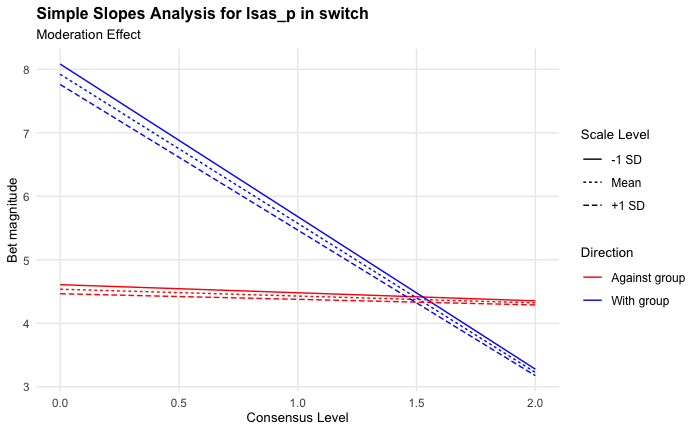 Simple Slopes Analysis for lsas_p in switch
Moderation Effect
8
7
6
5
4
3
Bet magnitude
0.0 0.5 1.0 1.5 2.0
Consensus Level
Scale Level
-1 SD
Mean
+1 SD
Direction
Against group
With group